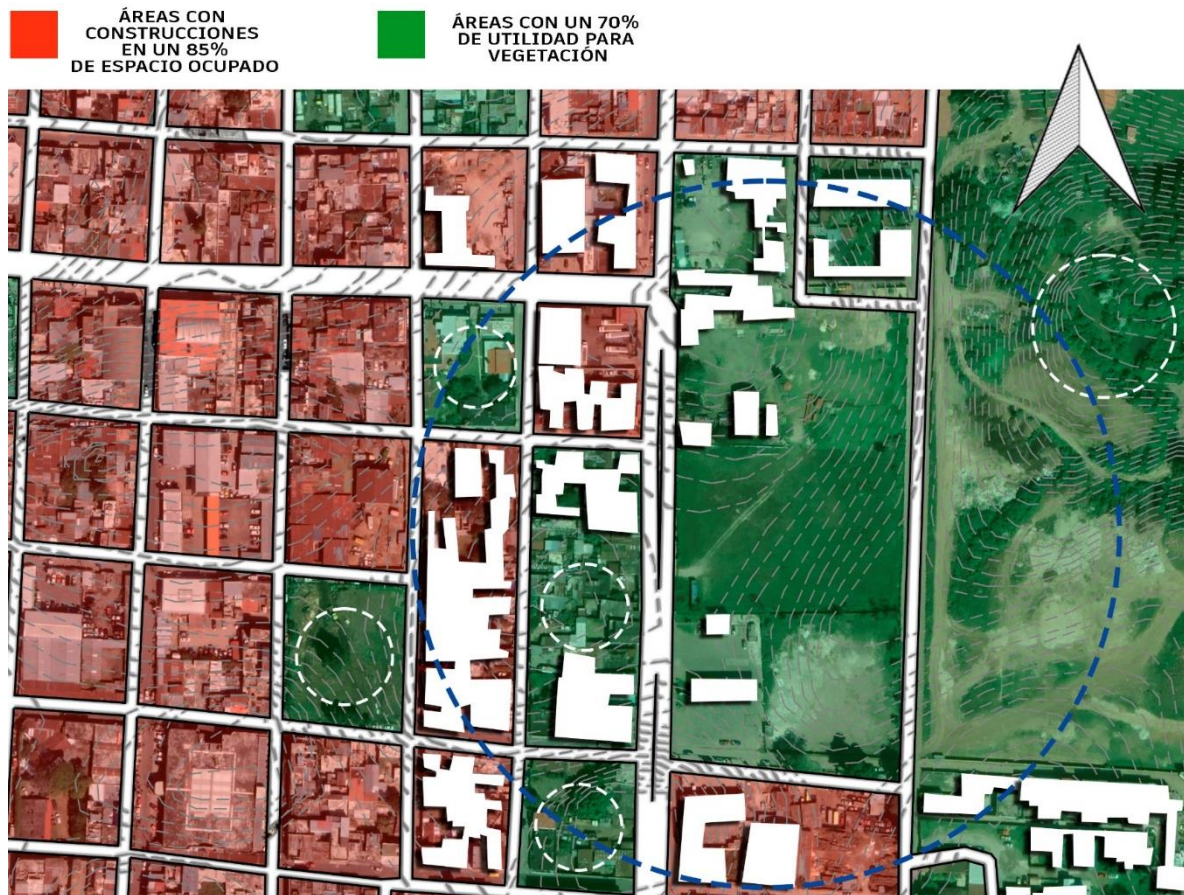 ÁREAS CON
CONSTRUCCIONES
EN UN 85%
DE ESPACIO OCUPADO
ÁREAS CON UN 70%
DE UTILIDAD PARA
VEGETACIÓN